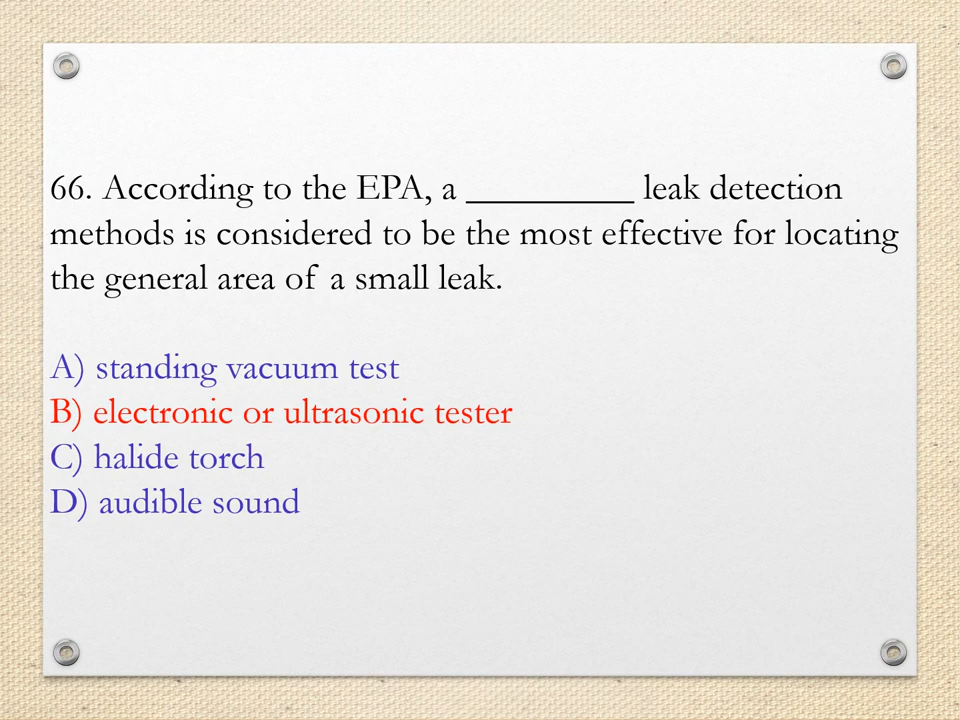 66. According to the EPA, a _________ leak detection
methods is considered to be the most effective for locating
the general area of a small leak.
A) standing vacuum test
B) electronic or ultrasonic tester
C) halide torch
D) audible sound